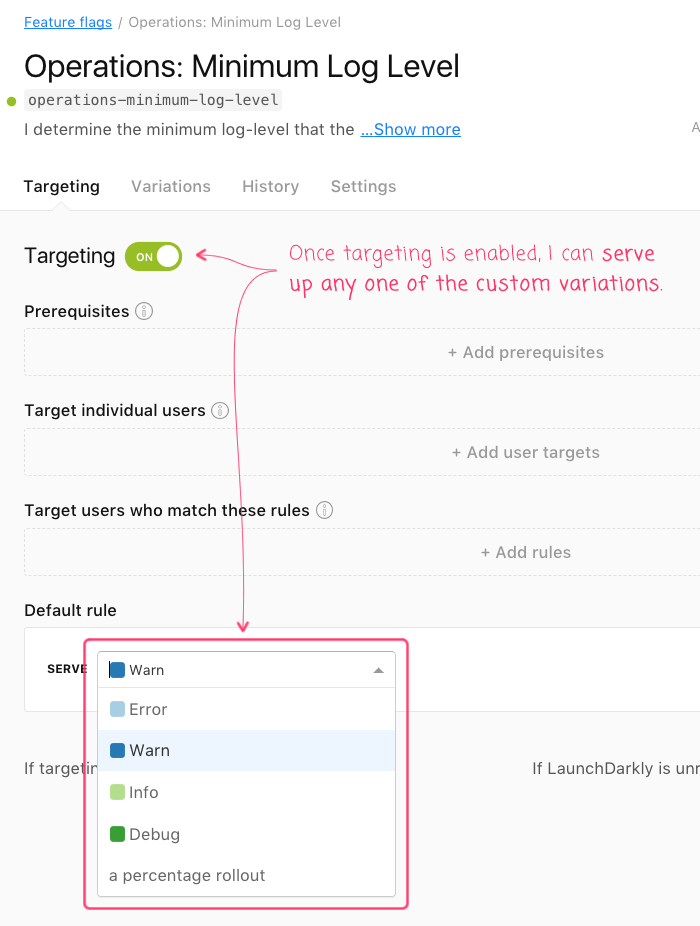 Feature flags / Operations: Minimum Log Level
Operations: Minimum Log Level
operations-minimum-log-level
I determine the minimum log-level that the ...Show more
A
Targeting Variations History Settings
Targeting ON
Once targeting is enabled, I can serve
up any one of the custom variations.
Prerequisites
+ Add prerequisites
Target individual users
+ Add user targets
Target users who match these rules
+ Add rules
Default rule
SERVE Warn
Error
Warn
If targetin If LaunchDarkly is unr
Info
Debug
a percentage rollout